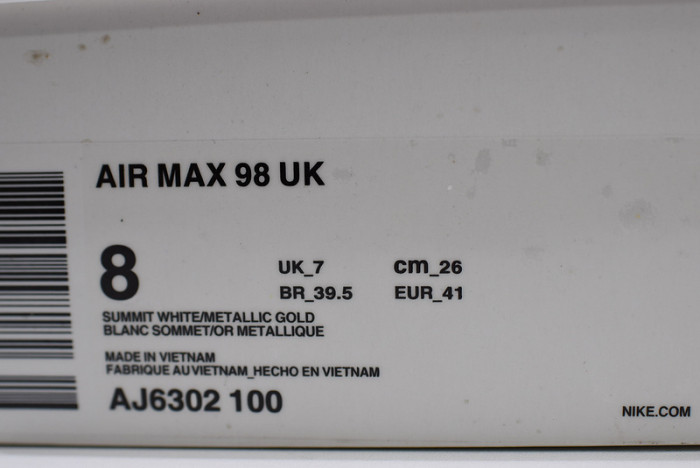 AIR MAX 98 UK
8
UK_7 cm_26
BR_39.5 EUR_41
SUMMIT WHITE/METALLIC GOLD
BLANC SOMMET/OR METALLIQUE
MADE IN VIETNAM
FABRIQUE AU VIETNAM_HECHO EN VIETNAM
AJ6302 100
NIKE.COM